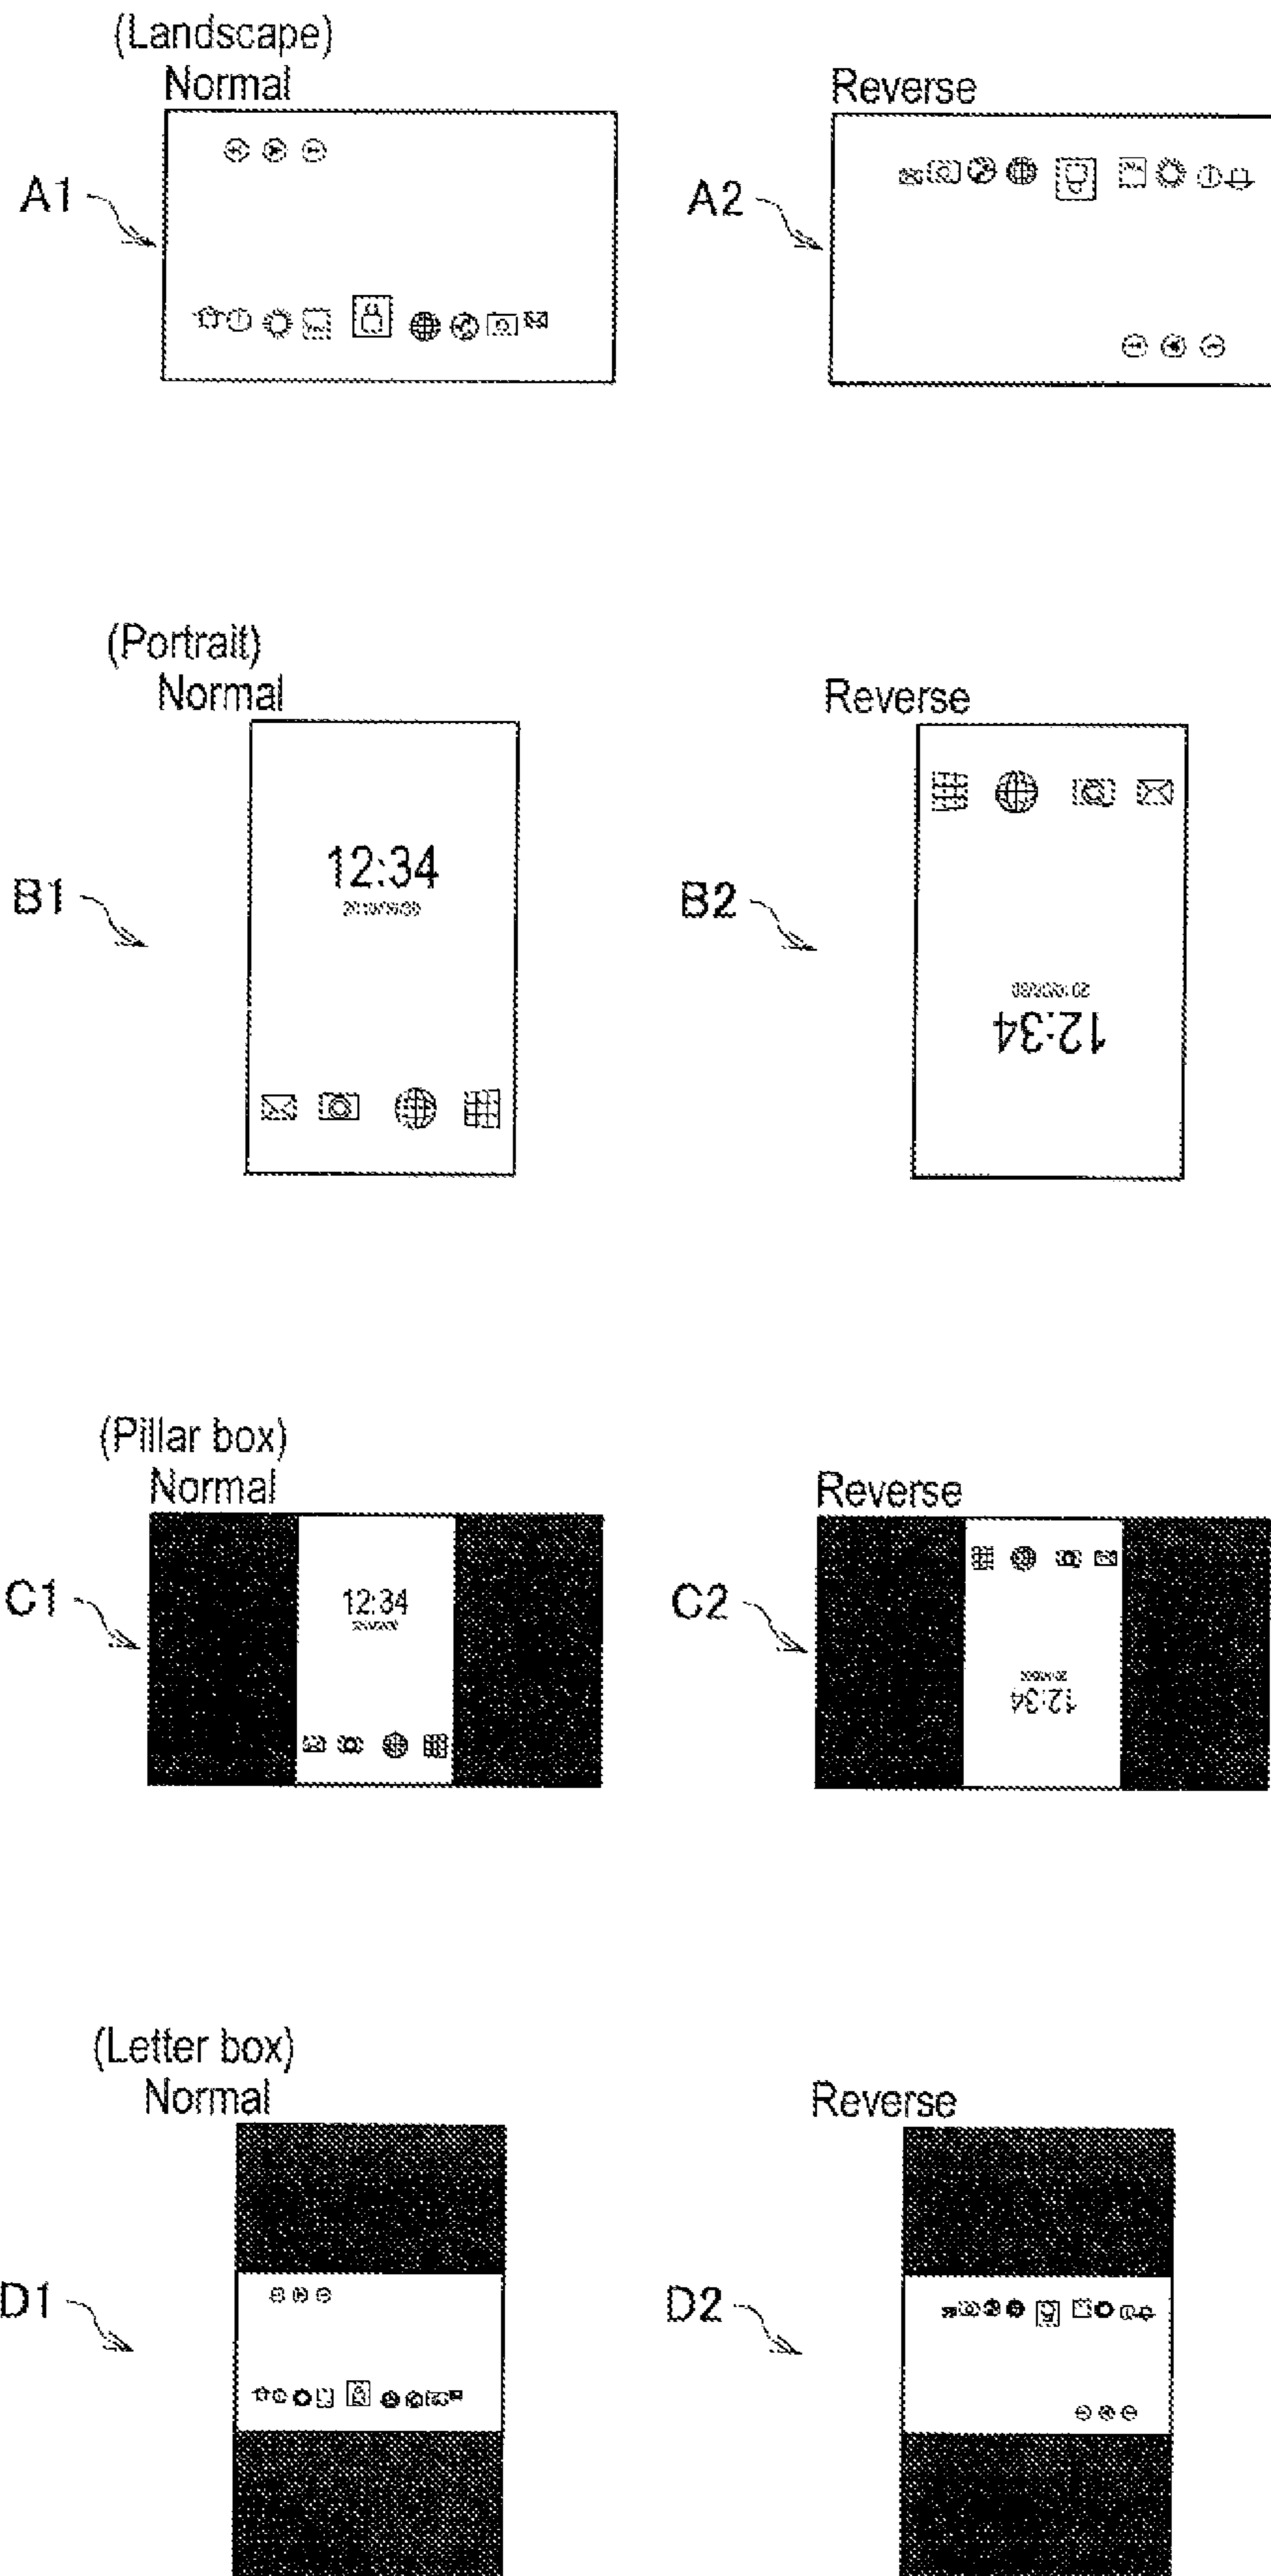 (Landscape)
Normal
Reverse
A1
A2
(Portrait)
Normal
Reverse
12:34
B1
B2
12:34
(Pillar box)
Normal
Reverse
C1
12:34
C2
12:34
(Letter box)
Normal
Reverse
D1
D2